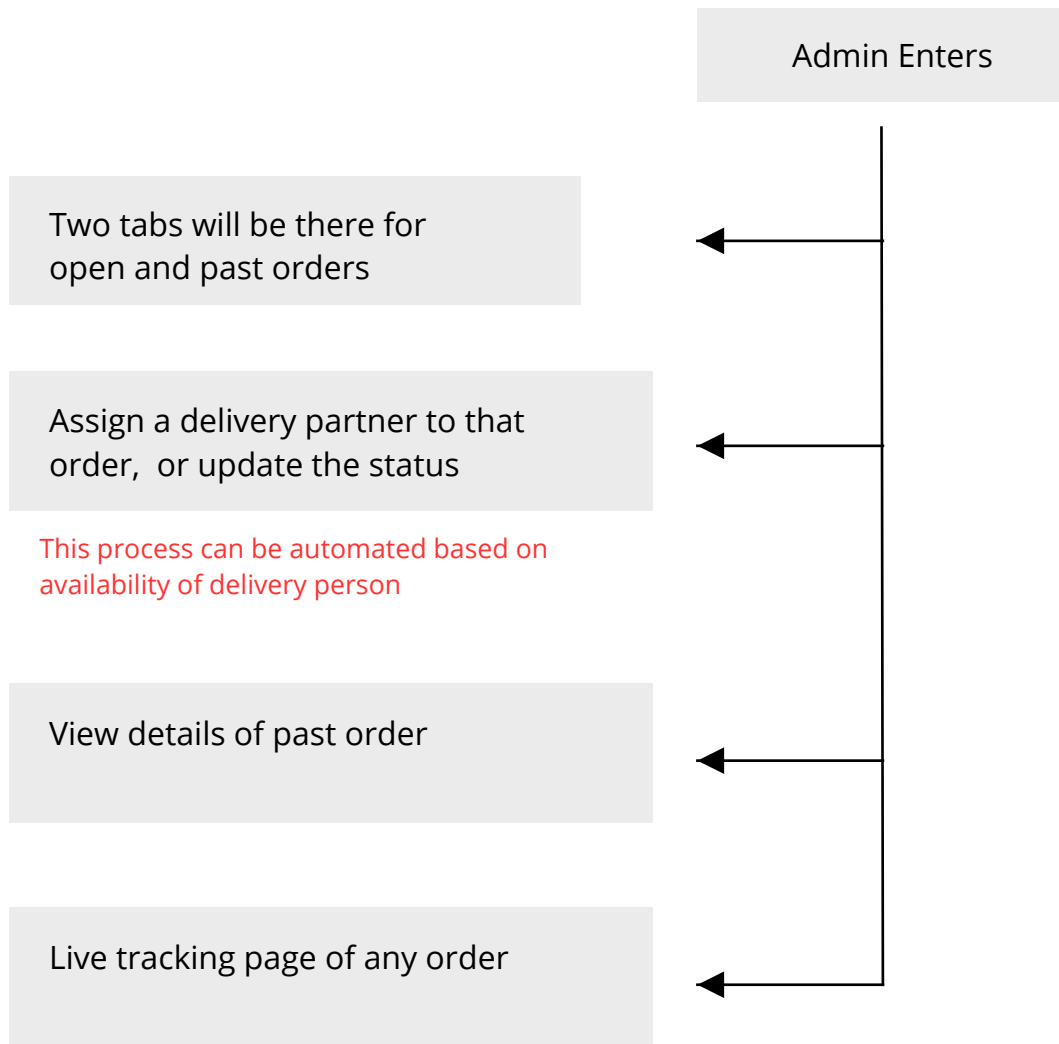 Admin Enters
Two tabs will be there for
open and past orders
Assign a delivery partner to that
order,  or update the status
This process can be automated based on
availability of delivery person
View details of past order
Live tracking page of any order